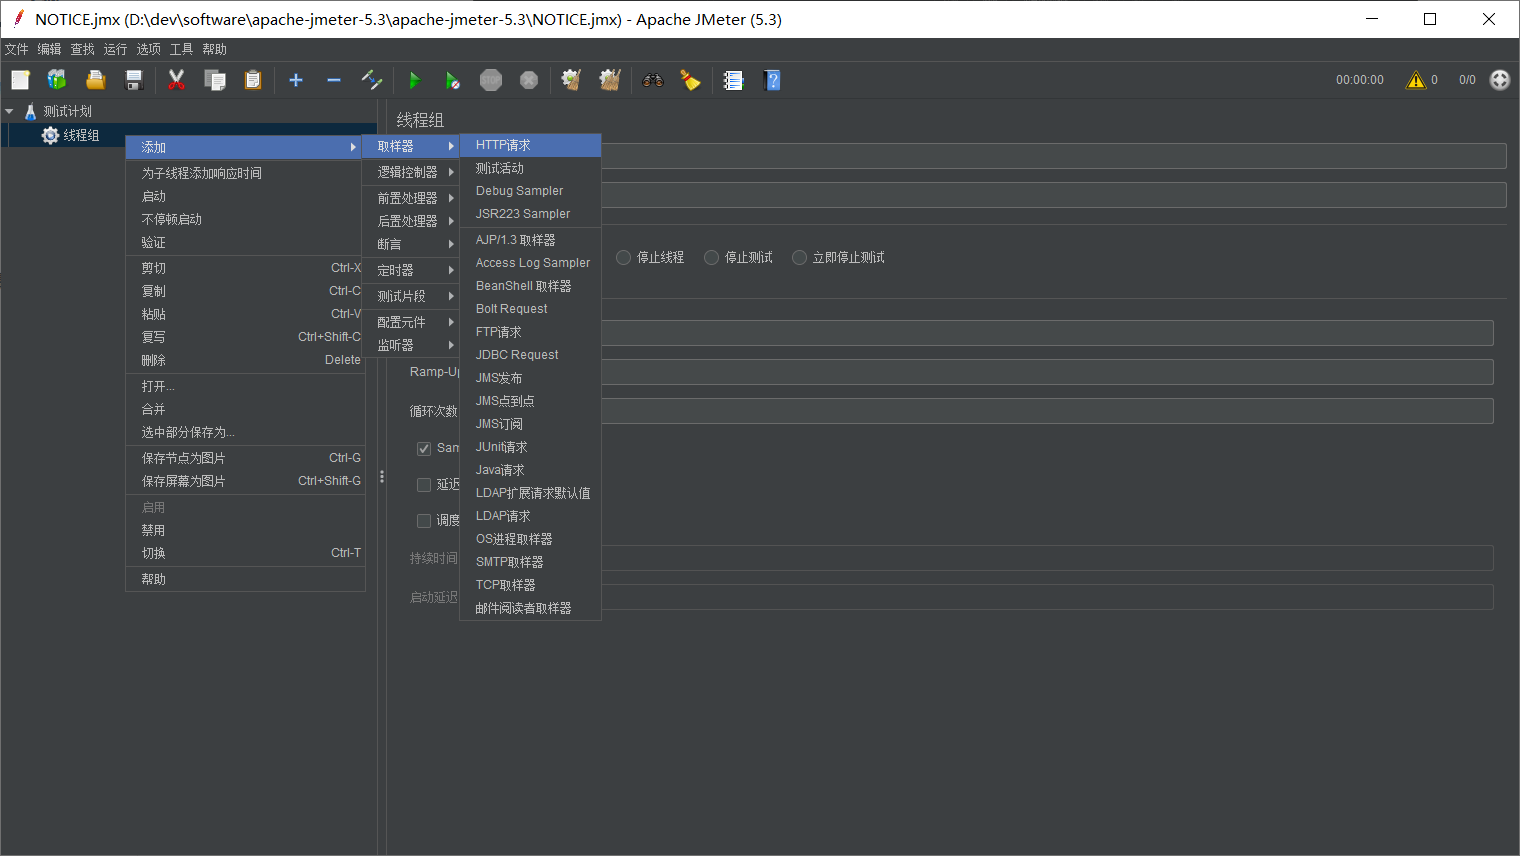 NOTICE.jmx (D:\dev\software\apache-jmeter-5.3\apache-jmeter-5.3\NOTICE.jmx) - Apache JMeter (5.3)
文件 编辑 查找 运行 选项 工具 帮助
STOP 00:00:00 0 0/0
测试计划
线程组
线程组
添加
为子线程添加响应时间
启动
不停顿启动
验证
剪切 Ctrl-X
复制 Ctrl-C
粘贴 Ctrl-V
复写 Ctrl+Shift-C
删除 Delete
打开...
合并
选中部分保存为...
保存节点为图片 Ctrl-G
保存屏幕为图片 Ctrl+Shift-G
启用
禁用
切换 Ctrl-T
帮助
取样器
逻辑控制器
前置处理器
后置处理器
断言
定时器
测试片段
配置元件
监听器
HTTP请求
测试活动
Debug Sampler
JSR223 Sampler
AJP/1.3 取样器
Access Log Sampler
BeanShell 取样器
Bolt Request
FTP请求
JDBC Request
JMS发布
JMS点到点
JMS订阅
JUnit请求
Java请求
LDAP扩展请求默认值
LDAP请求
OS进程取样器
SMTP取样器
TCP取样器
邮件阅读者取样器
停止线程 停止测试 立即停止测试
Ramp-Up
循环次数
Sam
延迟
调度
持续时间
启动延迟